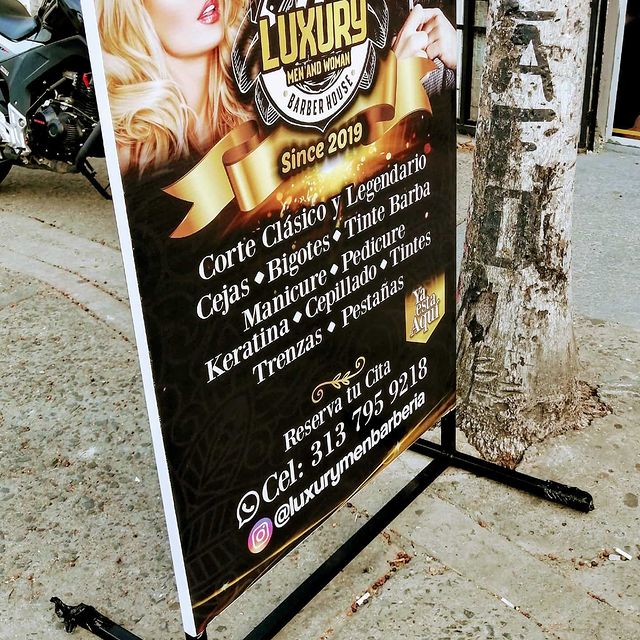 LUXURY
MEN AND WOMAN
BARBER HOUSE
Since 2019
Corte Clásico y Legendario
Cejas ◆ Bigotes ◆ Tinte Barba
Manicure ◆ Pedicure
Keratina ◆ Cepillado ◆ Tintes
Trenzas ◆ Pestañas
Ya
está
Aquí
Reserva tu Cita
Cel: 313 795 9218
@luxurymenbarberia